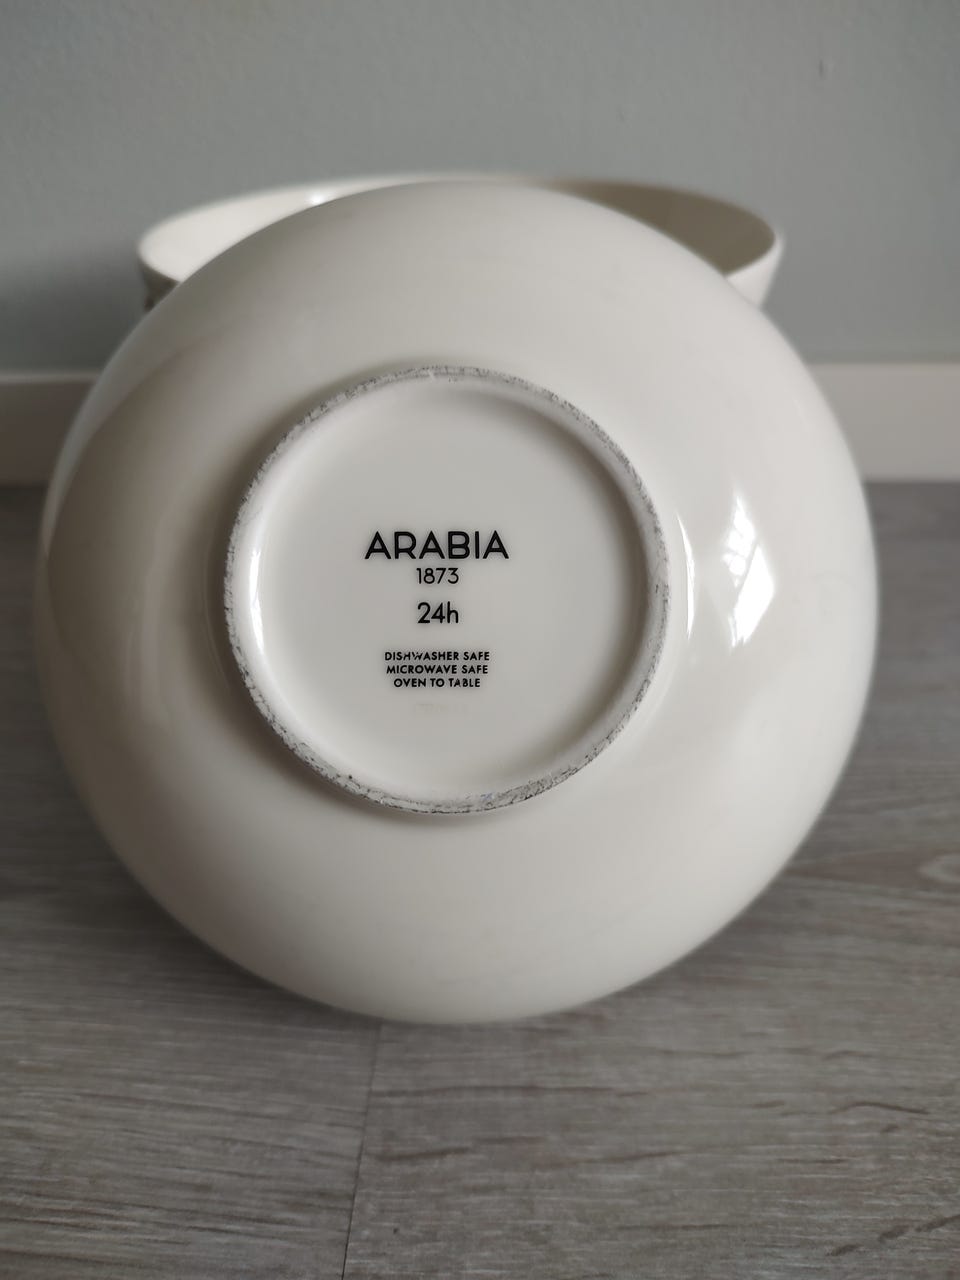 ARABIA
1873
24h
DISHWASHER SAFE
MICROWAVE SAFE
OVEN TO TABLE